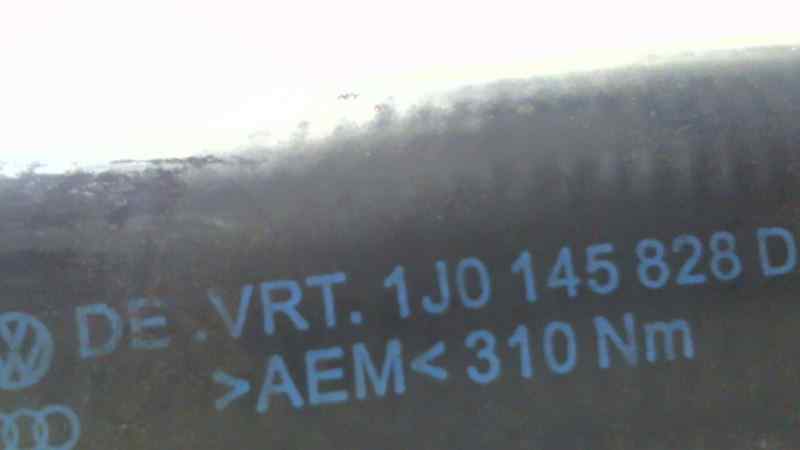 DE .VRT. 1J0 145 828 D
>AEM< 310 Nm